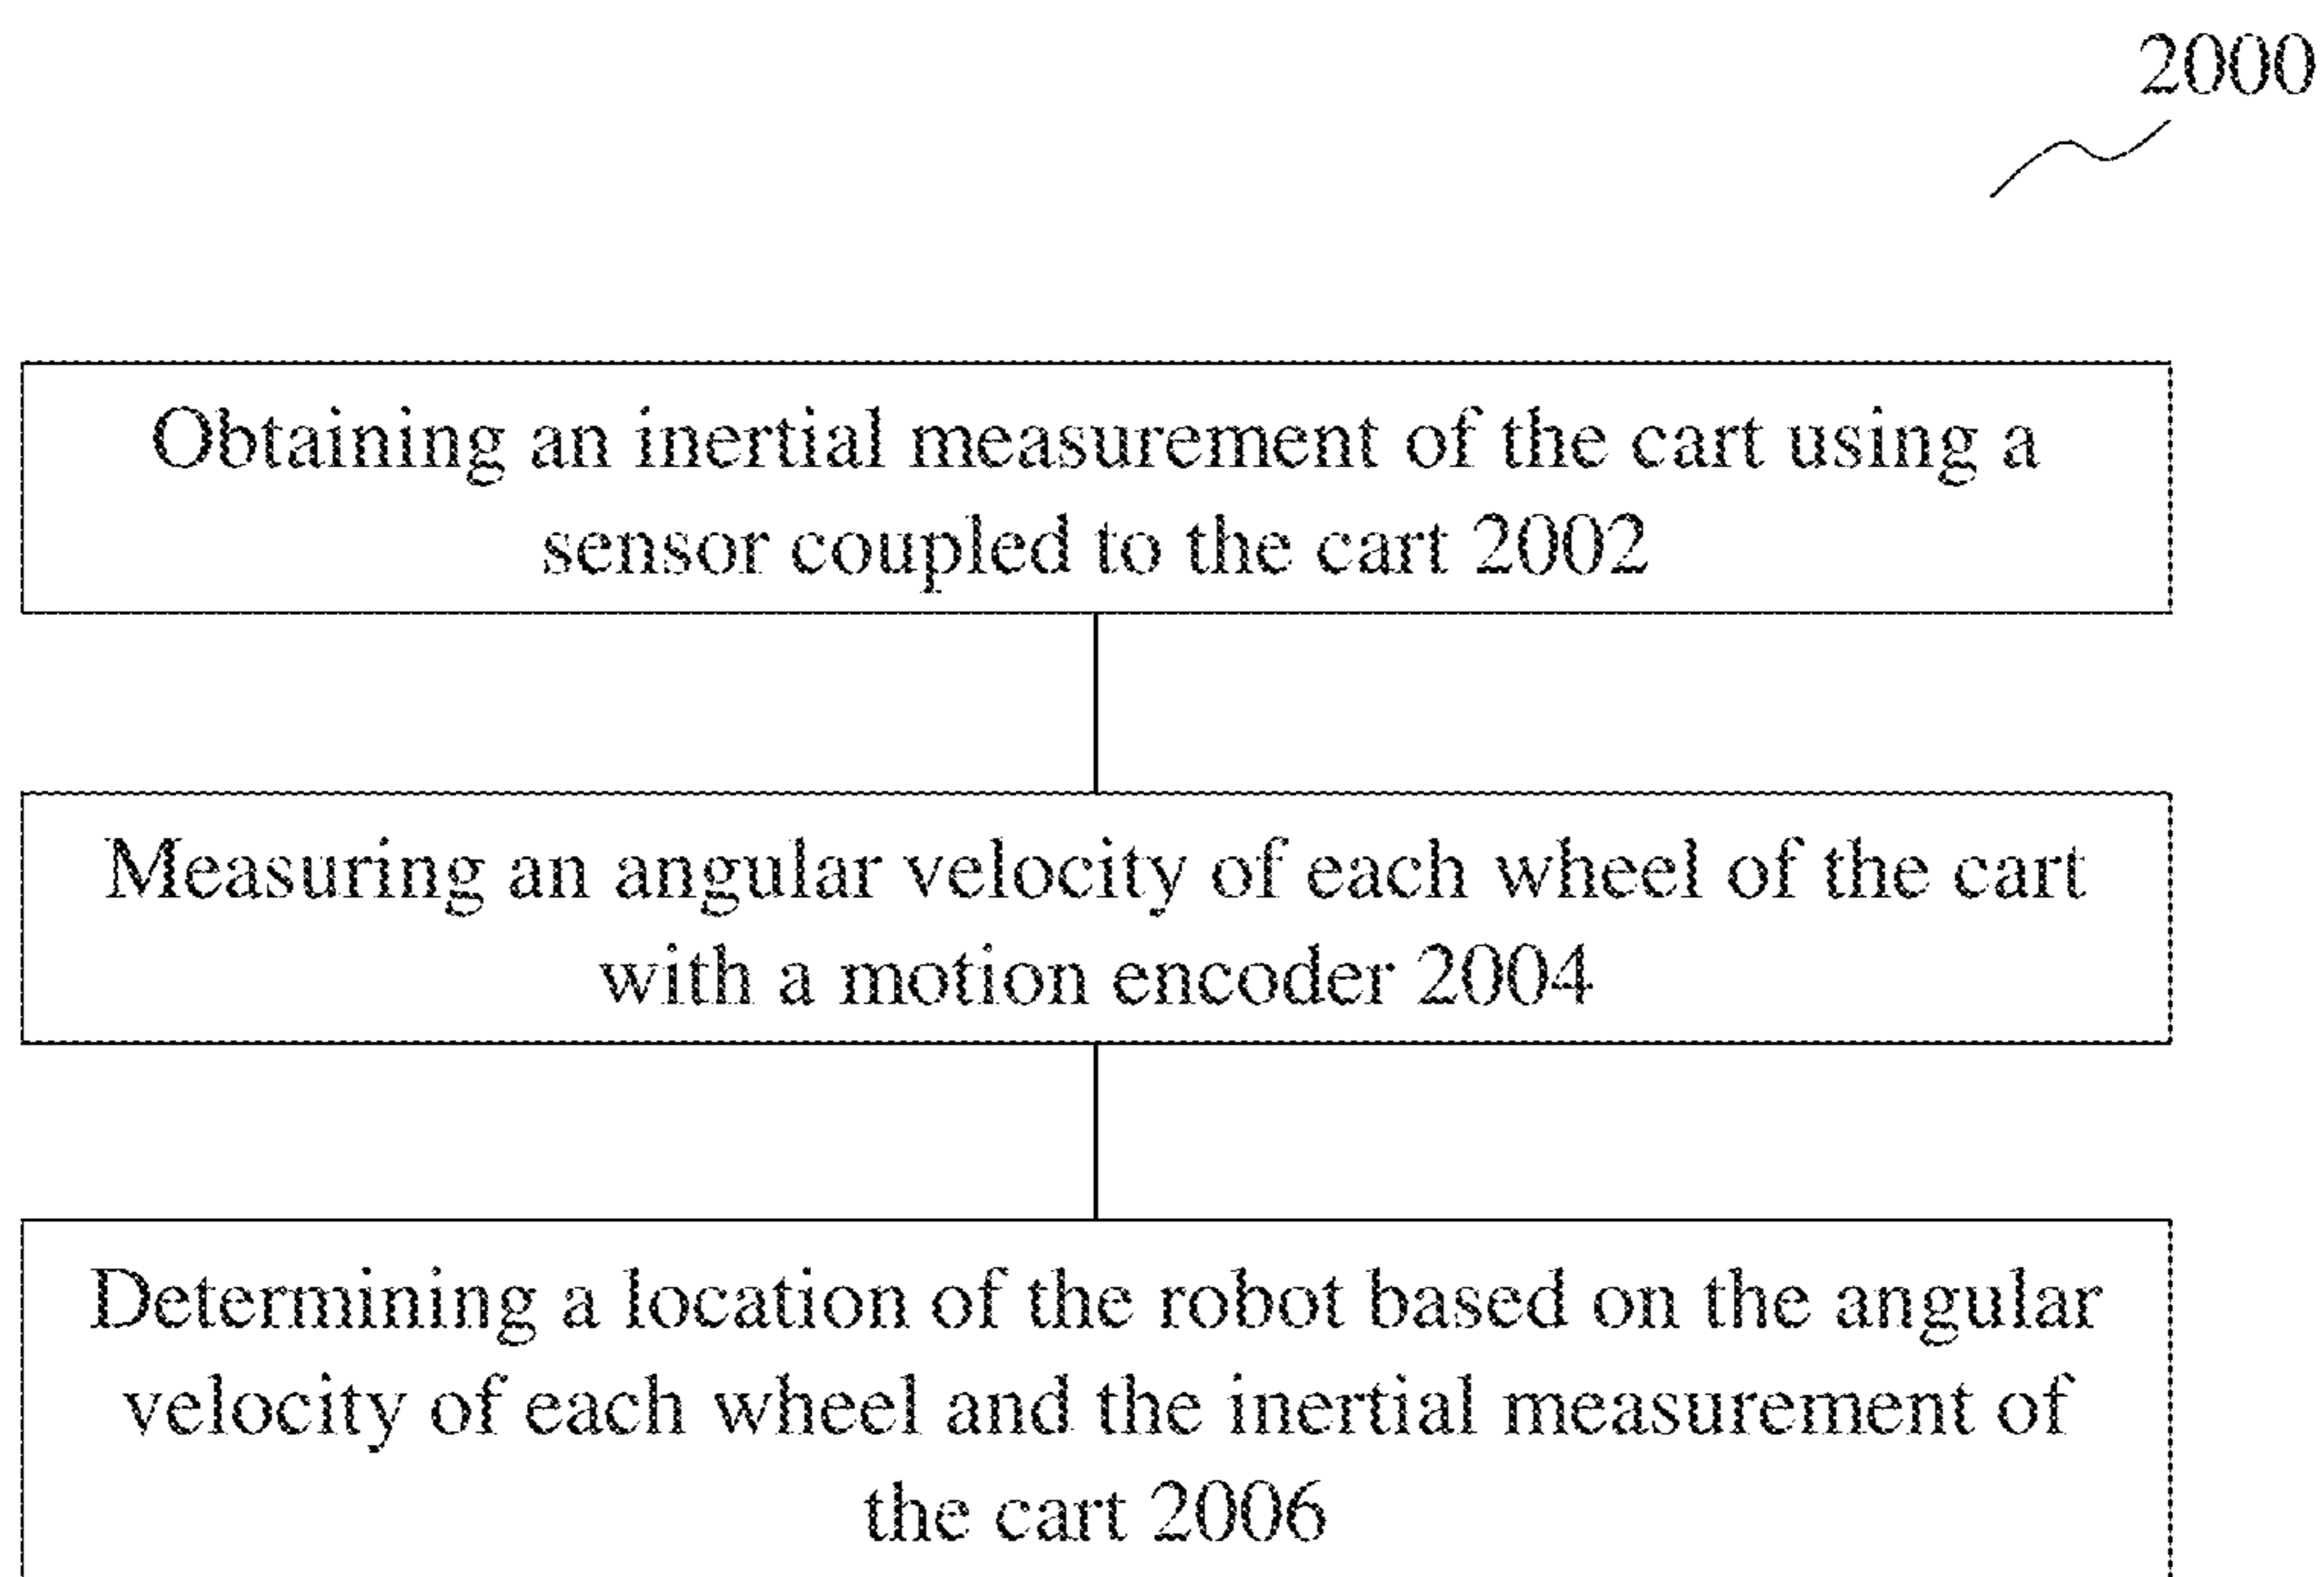 2000
Obtaining an inertial measurement of the cart using a
sensor coupled to the cart 2002
Measuring an angular velocity of each wheel of the cart
with a motion encoder 2004
Determining a location of the robot based on the angular
velocity of each wheel and the inertial measurement of
the cart 2006